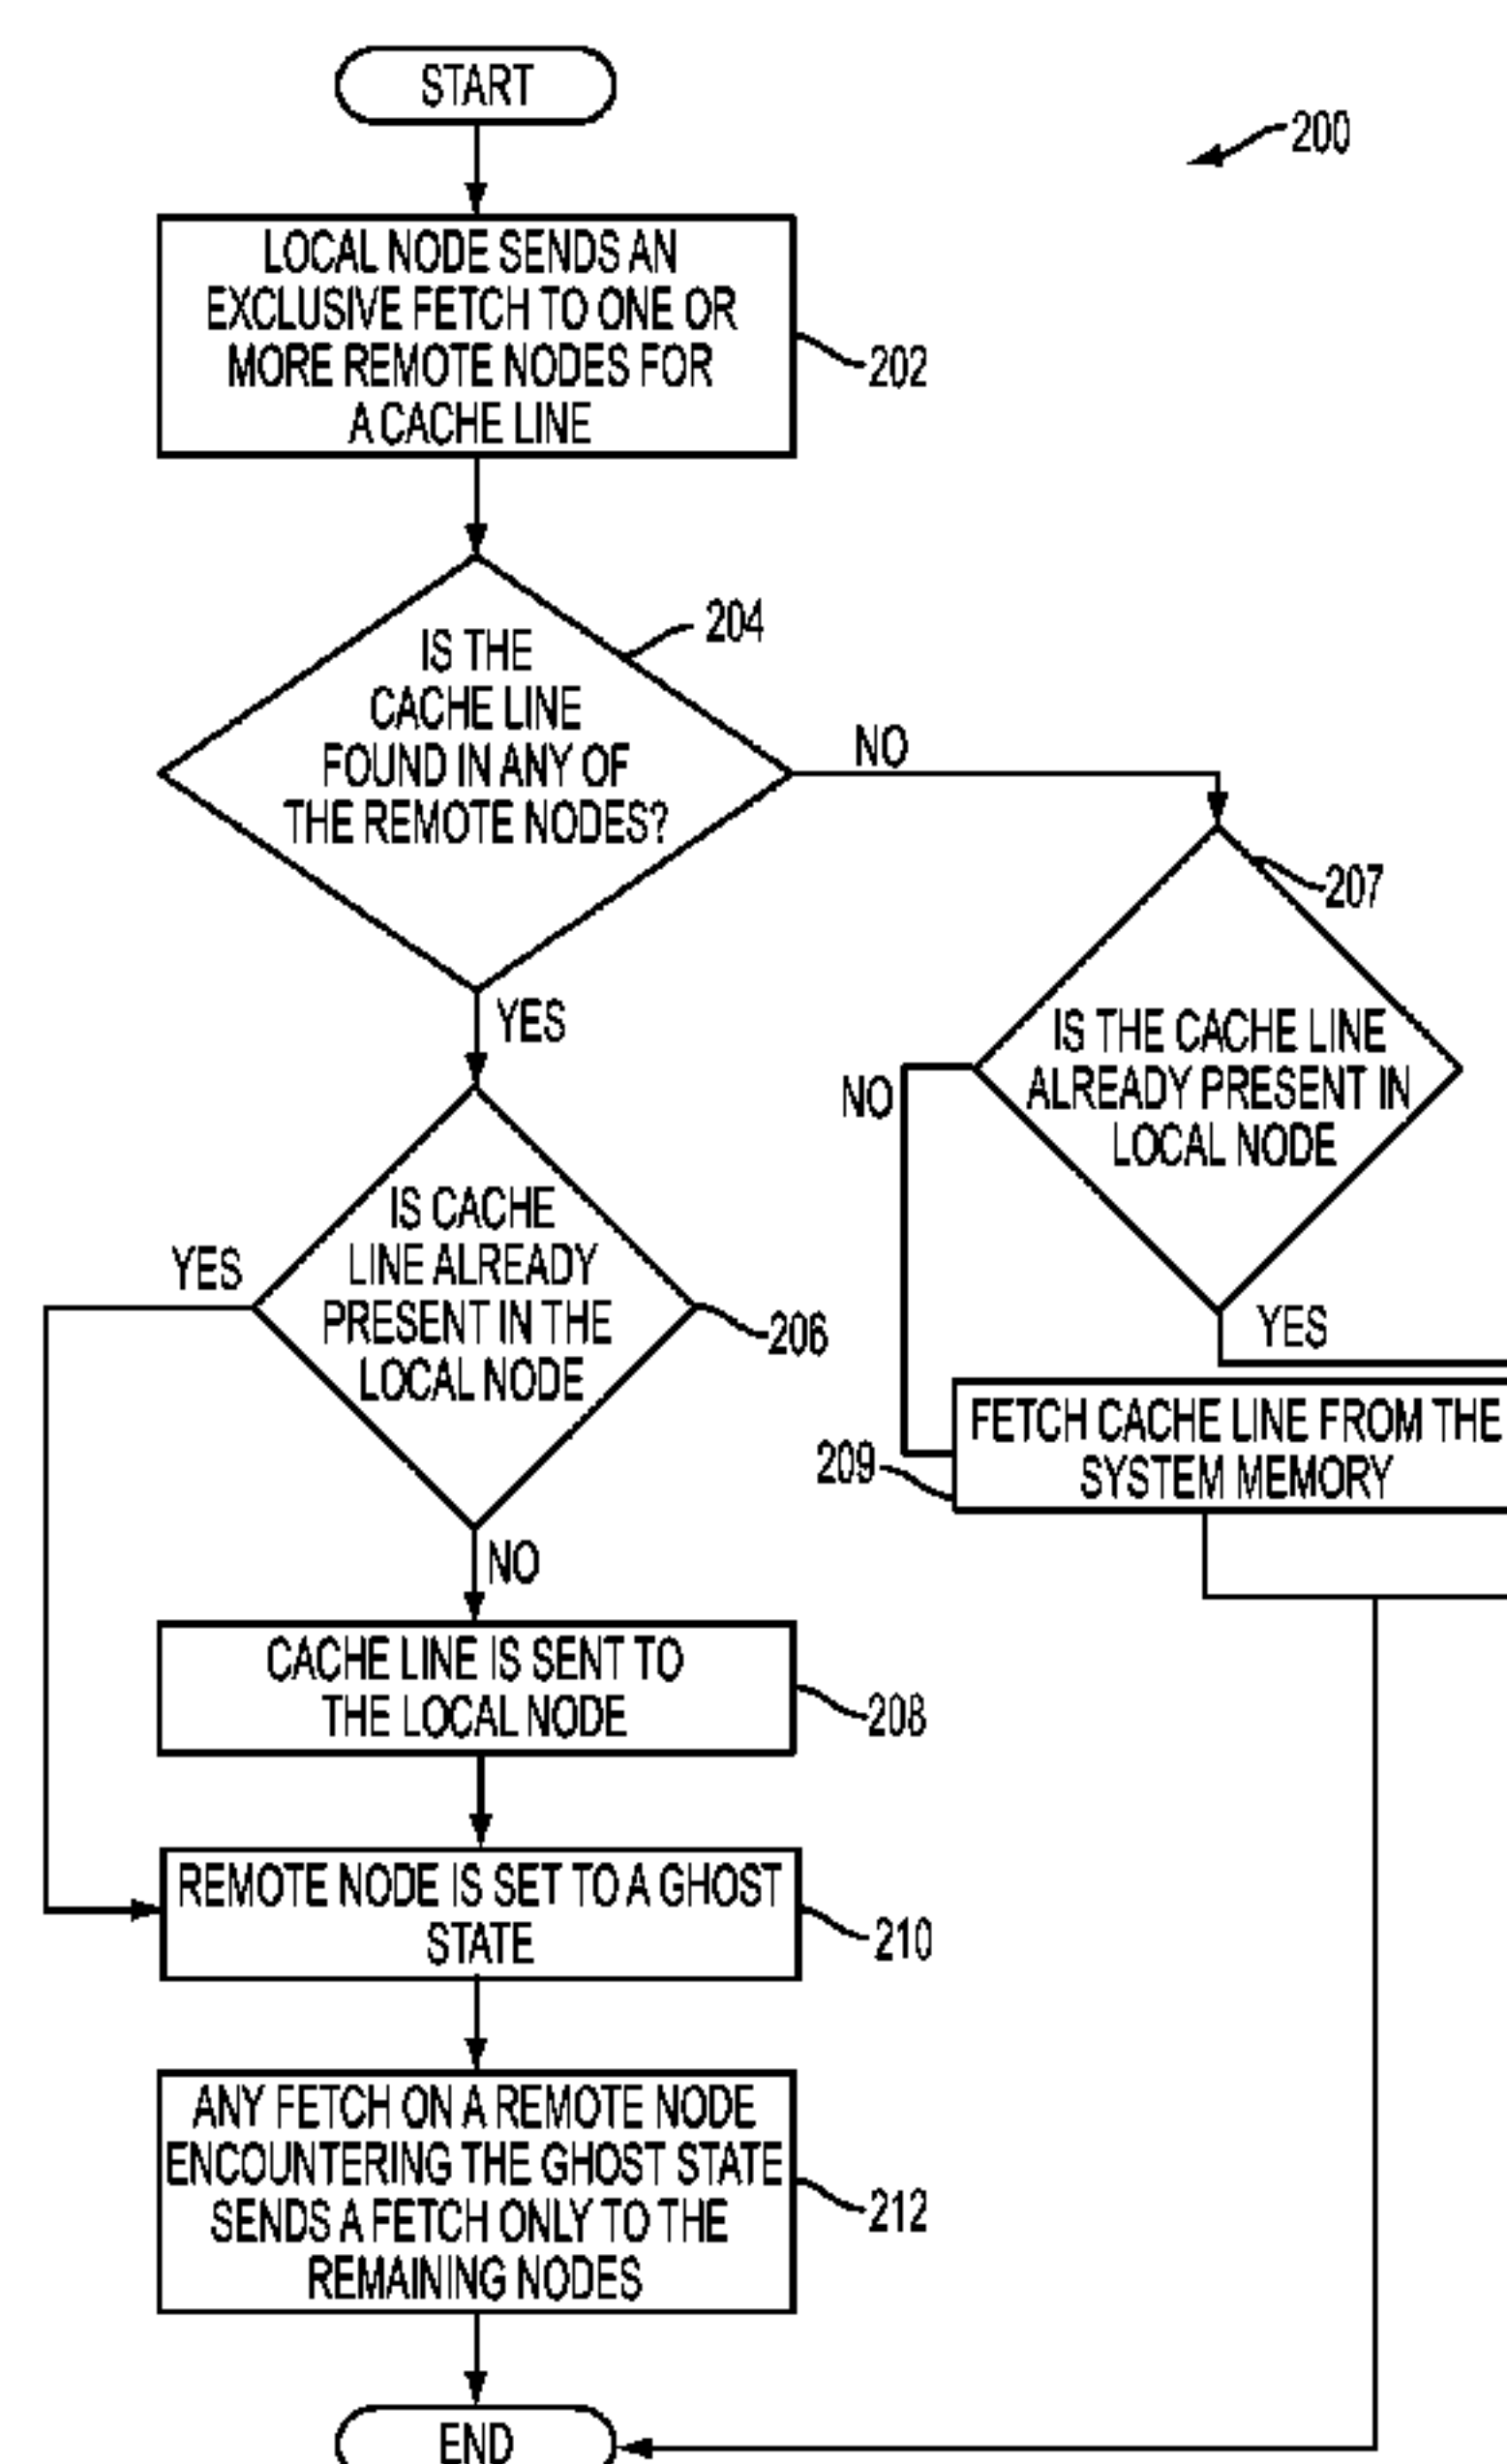 START
200
LOCAL NODE SENDS AN
EXCLUSIVE FETCH TO ONE OR
MORE REMOTE NODES FOR
A CACHE LINE
202
IS THE
CACHE LINE
FOUND IN ANY OF
THE REMOTE NODES?
204
NO
YES
207
IS THE CACHE LINE
ALREADY PRESENT IN
LOCAL NODE
NO
YES
IS CACHE
LINE ALREADY
PRESENT IN THE
LOCAL NODE
YES
206
NO
FETCH CACHE LINE FROM THE
SYSTEM MEMORY
209
CACHE LINE IS SENT TO
THE LOCAL NODE
208
REMOTE NODE IS SET TO A GHOST
STATE
210
ANY FETCH ON A REMOTE NODE
ENCOUNTERING THE GHOST STATE
SENDS A FETCH ONLY TO THE
REMAINING NODES
212
END